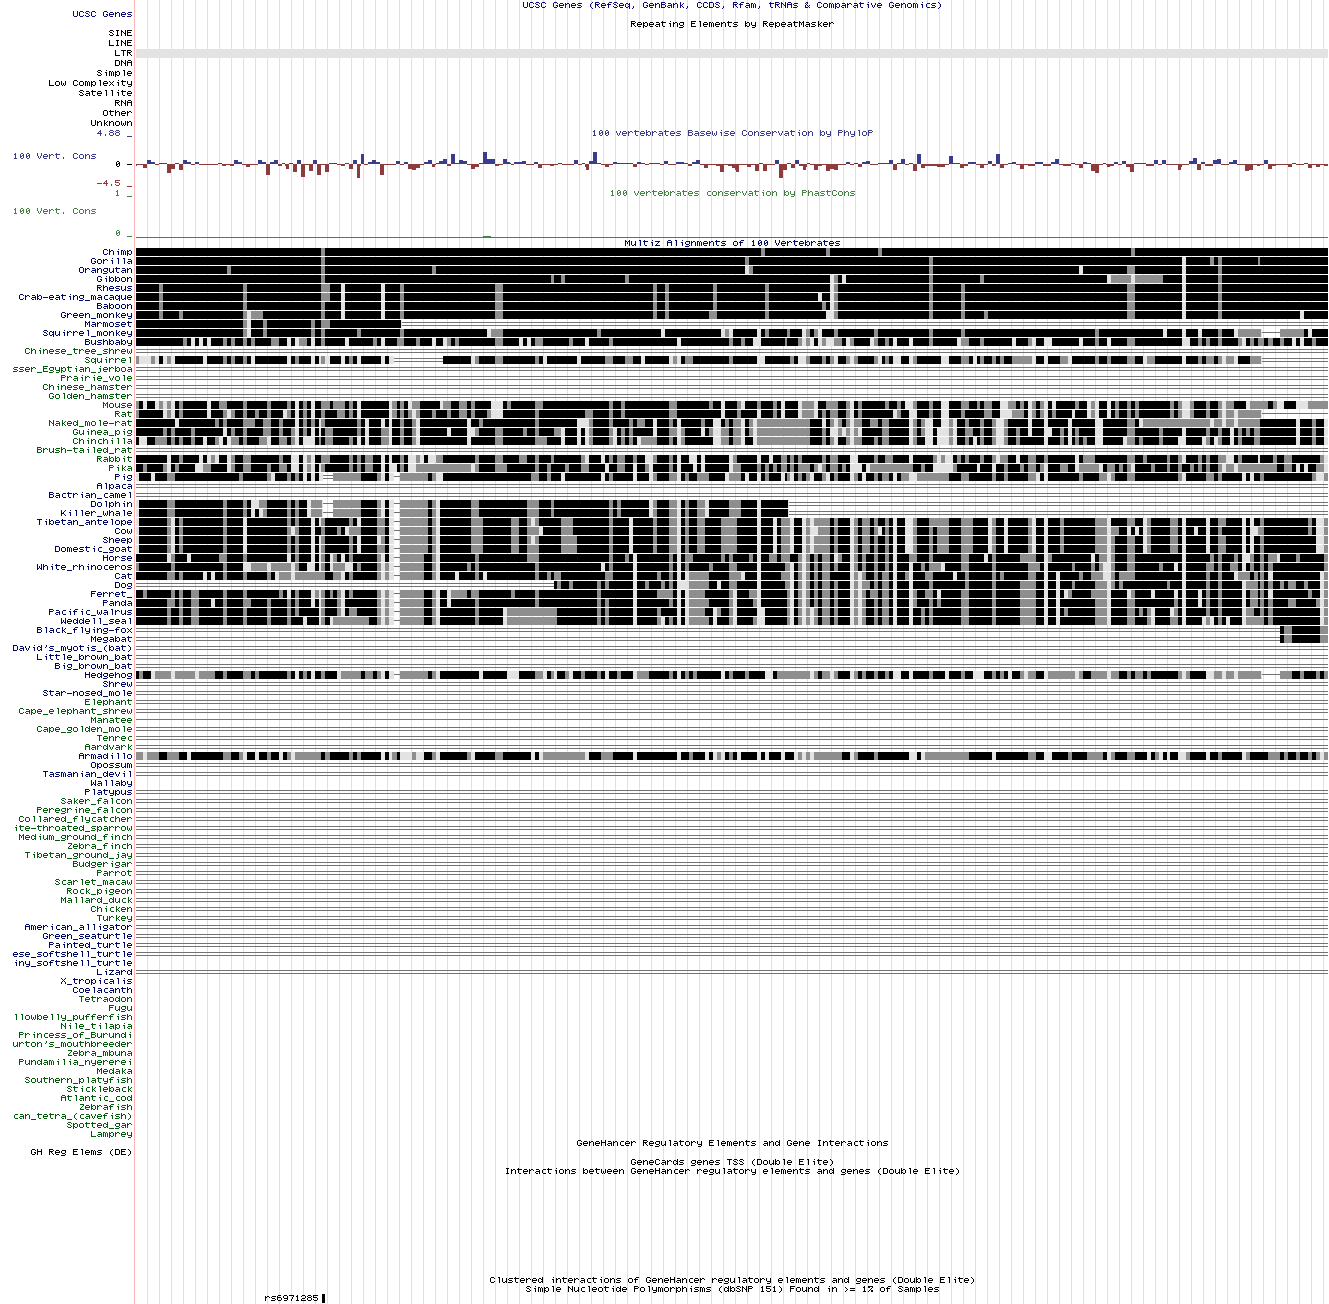 UCSC Genes (RefSeq, GenBank, CCDS, Rfam, tRNAs & Comparative Genomics)
UCSC Genes
Repeating Elements by RepeatMasker
SINE
LINE
LTR
DNA
Simple
Low Complexity
Satellite
RNA
Other
Unknown
4.88 _
100 vertebrates Basewise Conservation by PhyloP
100 Vert. Cons
0 _
-4.5 _
1 _
100 vertebrates conservation by PhastCons
100 Vert. Cons
0 _
Multiz Alignments of 100 Vertebrates
Chimp
Gorilla
Orangutan
Gibbon
Rhesus
Crab-eating_macaque
Baboon
Green_monkey
Marmoset
Squirrel_monkey
Bushbaby
Chinese_tree_shrew
Squirrel
sser_Egyptian_jerboa
Prairie_vole
Chinese_hamster
Golden_hamster
Mouse
Rat
Naked_mole-rat
Guinea_pig
Chinchilla
Brush-tailed_rat
Rabbit
Pika
Pig
Alpaca
Bactrian_camel
Dolphin
Killer_whale
Tibetan_antelope
Cow
Sheep
Domestic_goat
Horse
White_rhinoceros
Cat
Dog
Ferret_
Panda
Pacific_walrus
Weddell_seal
Black_flying-fox
Megabat
David's_myotis_(bat)
Little_brown_bat
Big_brown_bat
Hedgehog
Shrew
Star-nosed_mole
Elephant
Cape_elephant_shrew
Manatee
Cape_golden_mole
Tenrec
Aardvark
Armadillo
Opossum
Tasmanian_devil
Wallaby
Platypus
Saker_falcon
Peregrine_falcon
Collared_flycatcher
ite-throated_sparrow
Medium_ground_finch
Zebra_finch
Tibetan_ground_jay
Budgerigar
Parrot
Scarlet_macaw
Rock_pigeon
Mallard_duck
Chicken
Turkey
American_alligator
Green_seaturtle
Painted_turtle
ese_softshell_turtle
iny_softshell_turtle
Lizard
X_tropicalis
Coelacanth
Tetraodon
Fugu
llowbelly_pufferfish
Nile_tilapia
Princess_of_Burundi
urton's_mouthbreeder
Zebra_mbuna
Pundamilia_nyererei
Medaka
Southern_platyfish
Stickleback
Atlantic_cod
Zebrafish
can_tetra_(cavefish)
Spotted_gar
Lamprey
GeneHancer Regulatory Elements and Gene Interactions
GH Reg Elems (DE)
GeneCards genes TSS (Double Elite)
Interactions between GeneHancer regulatory elements and genes (Double Elite)
Clustered interactions of GeneHancer regulatory elements and genes (Double Elite)
Simple Nucleotide Polymorphisms (dbSNP 151) Found in >= 1% of Samples
rs6971285